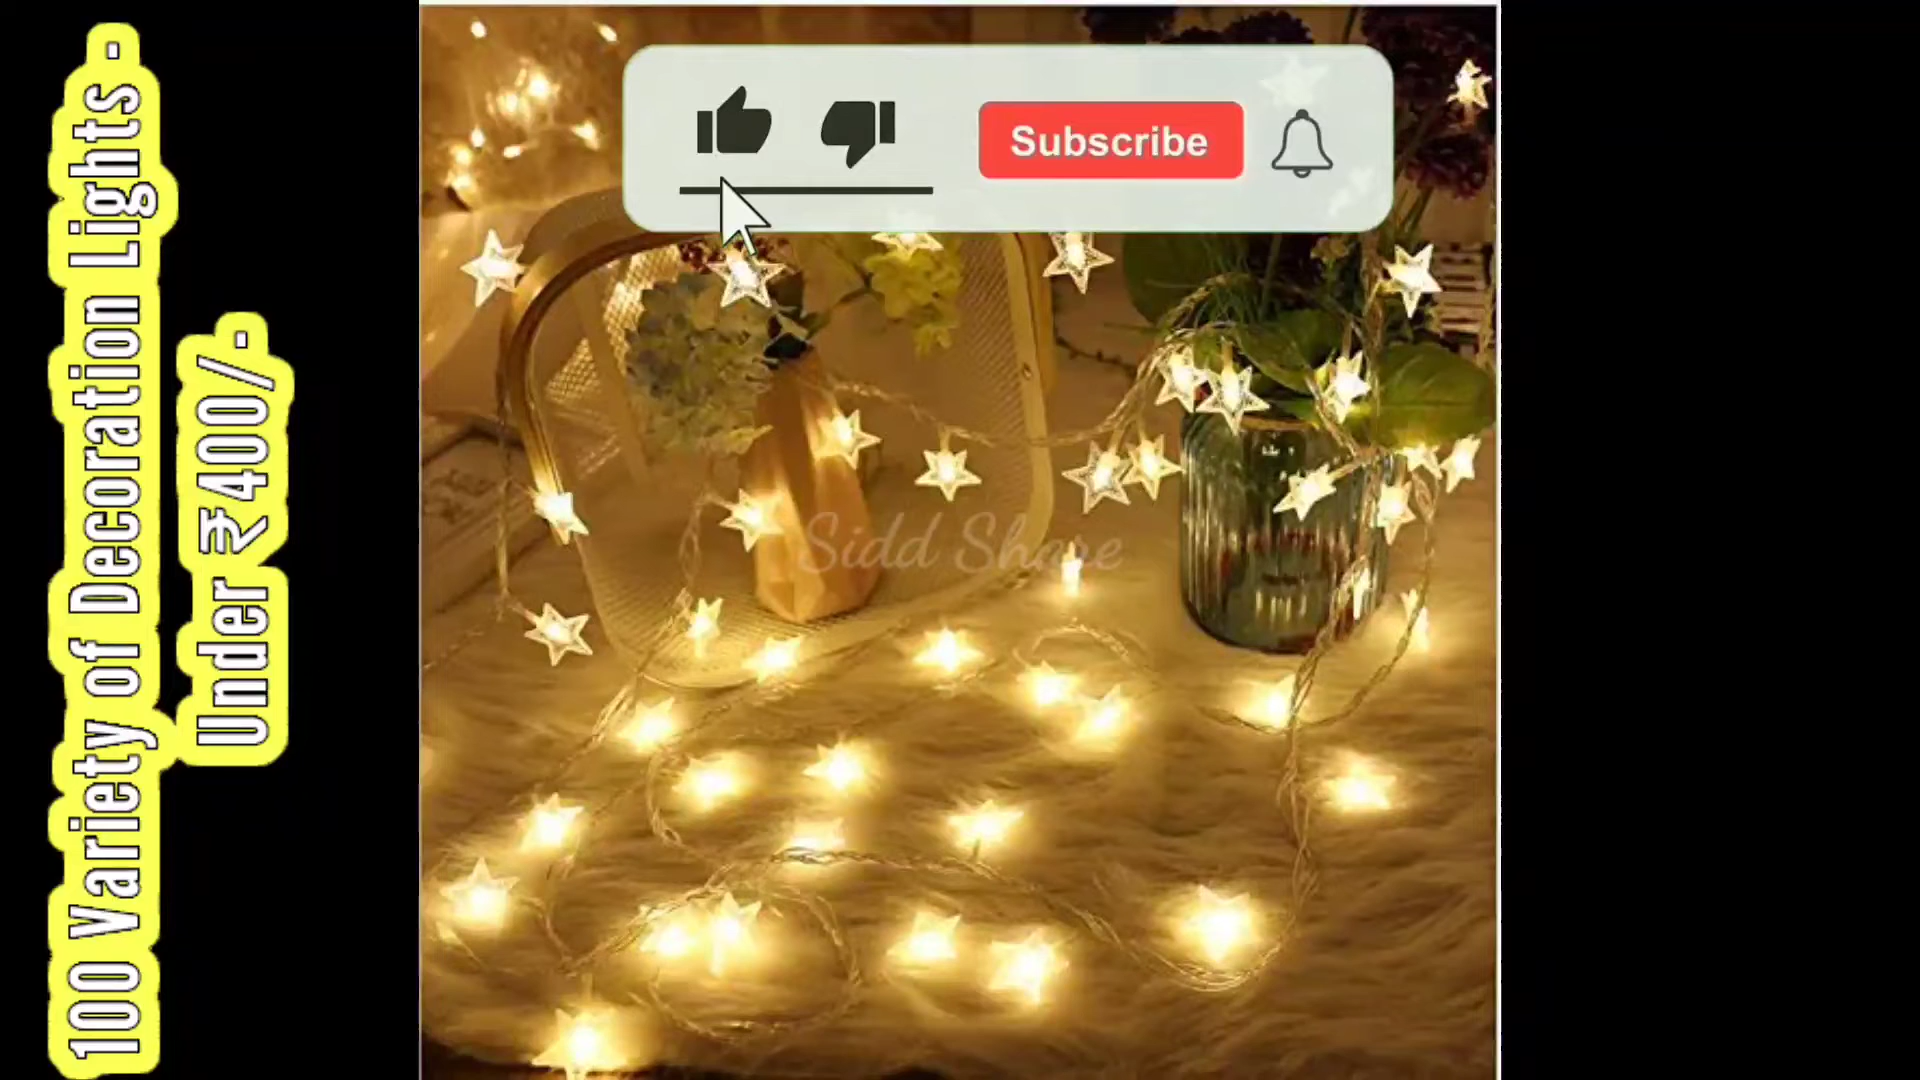 100 Variety of Decoration Lights -
Under ₹400/-
Subscribe
Sidd Share